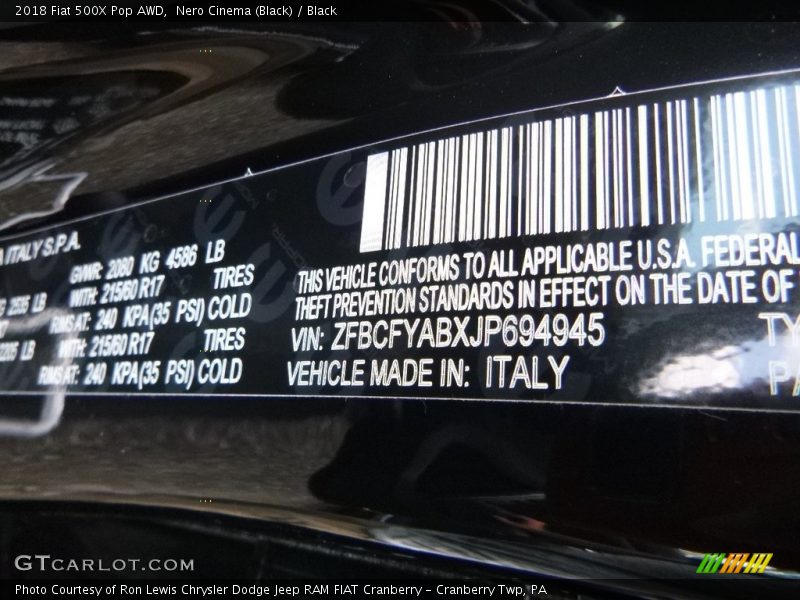 2018 Fiat 500X Pop AWD,  Nero Cinema (Black) / Black
ITALY S.P.A.
GVWR: 2080 KG 4586 LB
LB WITH: 215/60 R17 TIRES
RIMS AT: 240 KPA(35 PSI) COLD
LB WITH: 215/60 R17 TIRES
RIMS AT: 240 KPA(35 PSI) COLD
THIS VEHICLE CONFORMS TO ALL APPLICABLE U.S.A. FEDERAL
THEFT PREVENTION STANDARDS IN EFFECT ON THE DATE OF
VIN: ZFBCFYABXJP694945
VEHICLE MADE IN: ITALY
GTCARLOT.COM
Photo Courtesy of Ron Lewis Chrysler Dodge Jeep RAM FIAT Cranberry – Cranberry Twp, PA